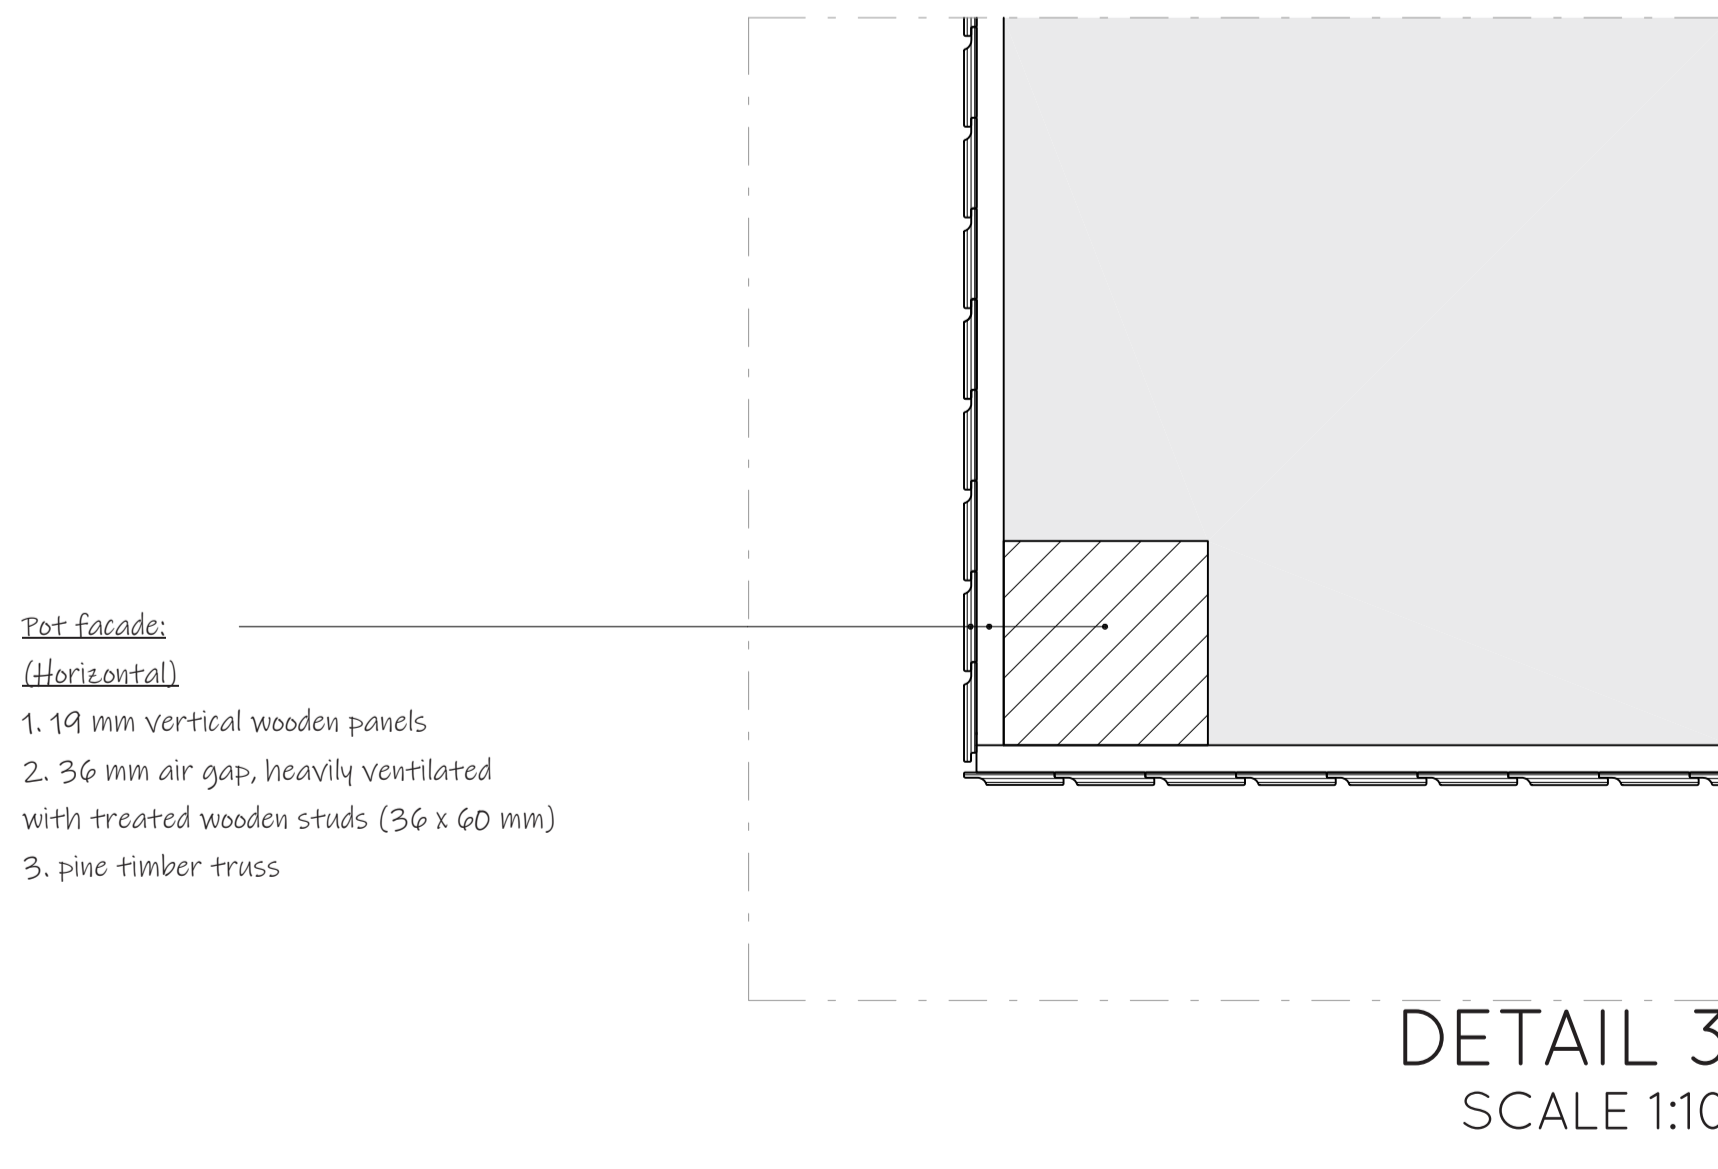 Pot facade:
(Horizontal)
1. 19 mm vertical wooden panels
2. 36 mm air gap, heavily ventilated
with treated wooden studs (36 x 60 mm)
3. pine timber truss
DETAIL 3
SCALE 1:10